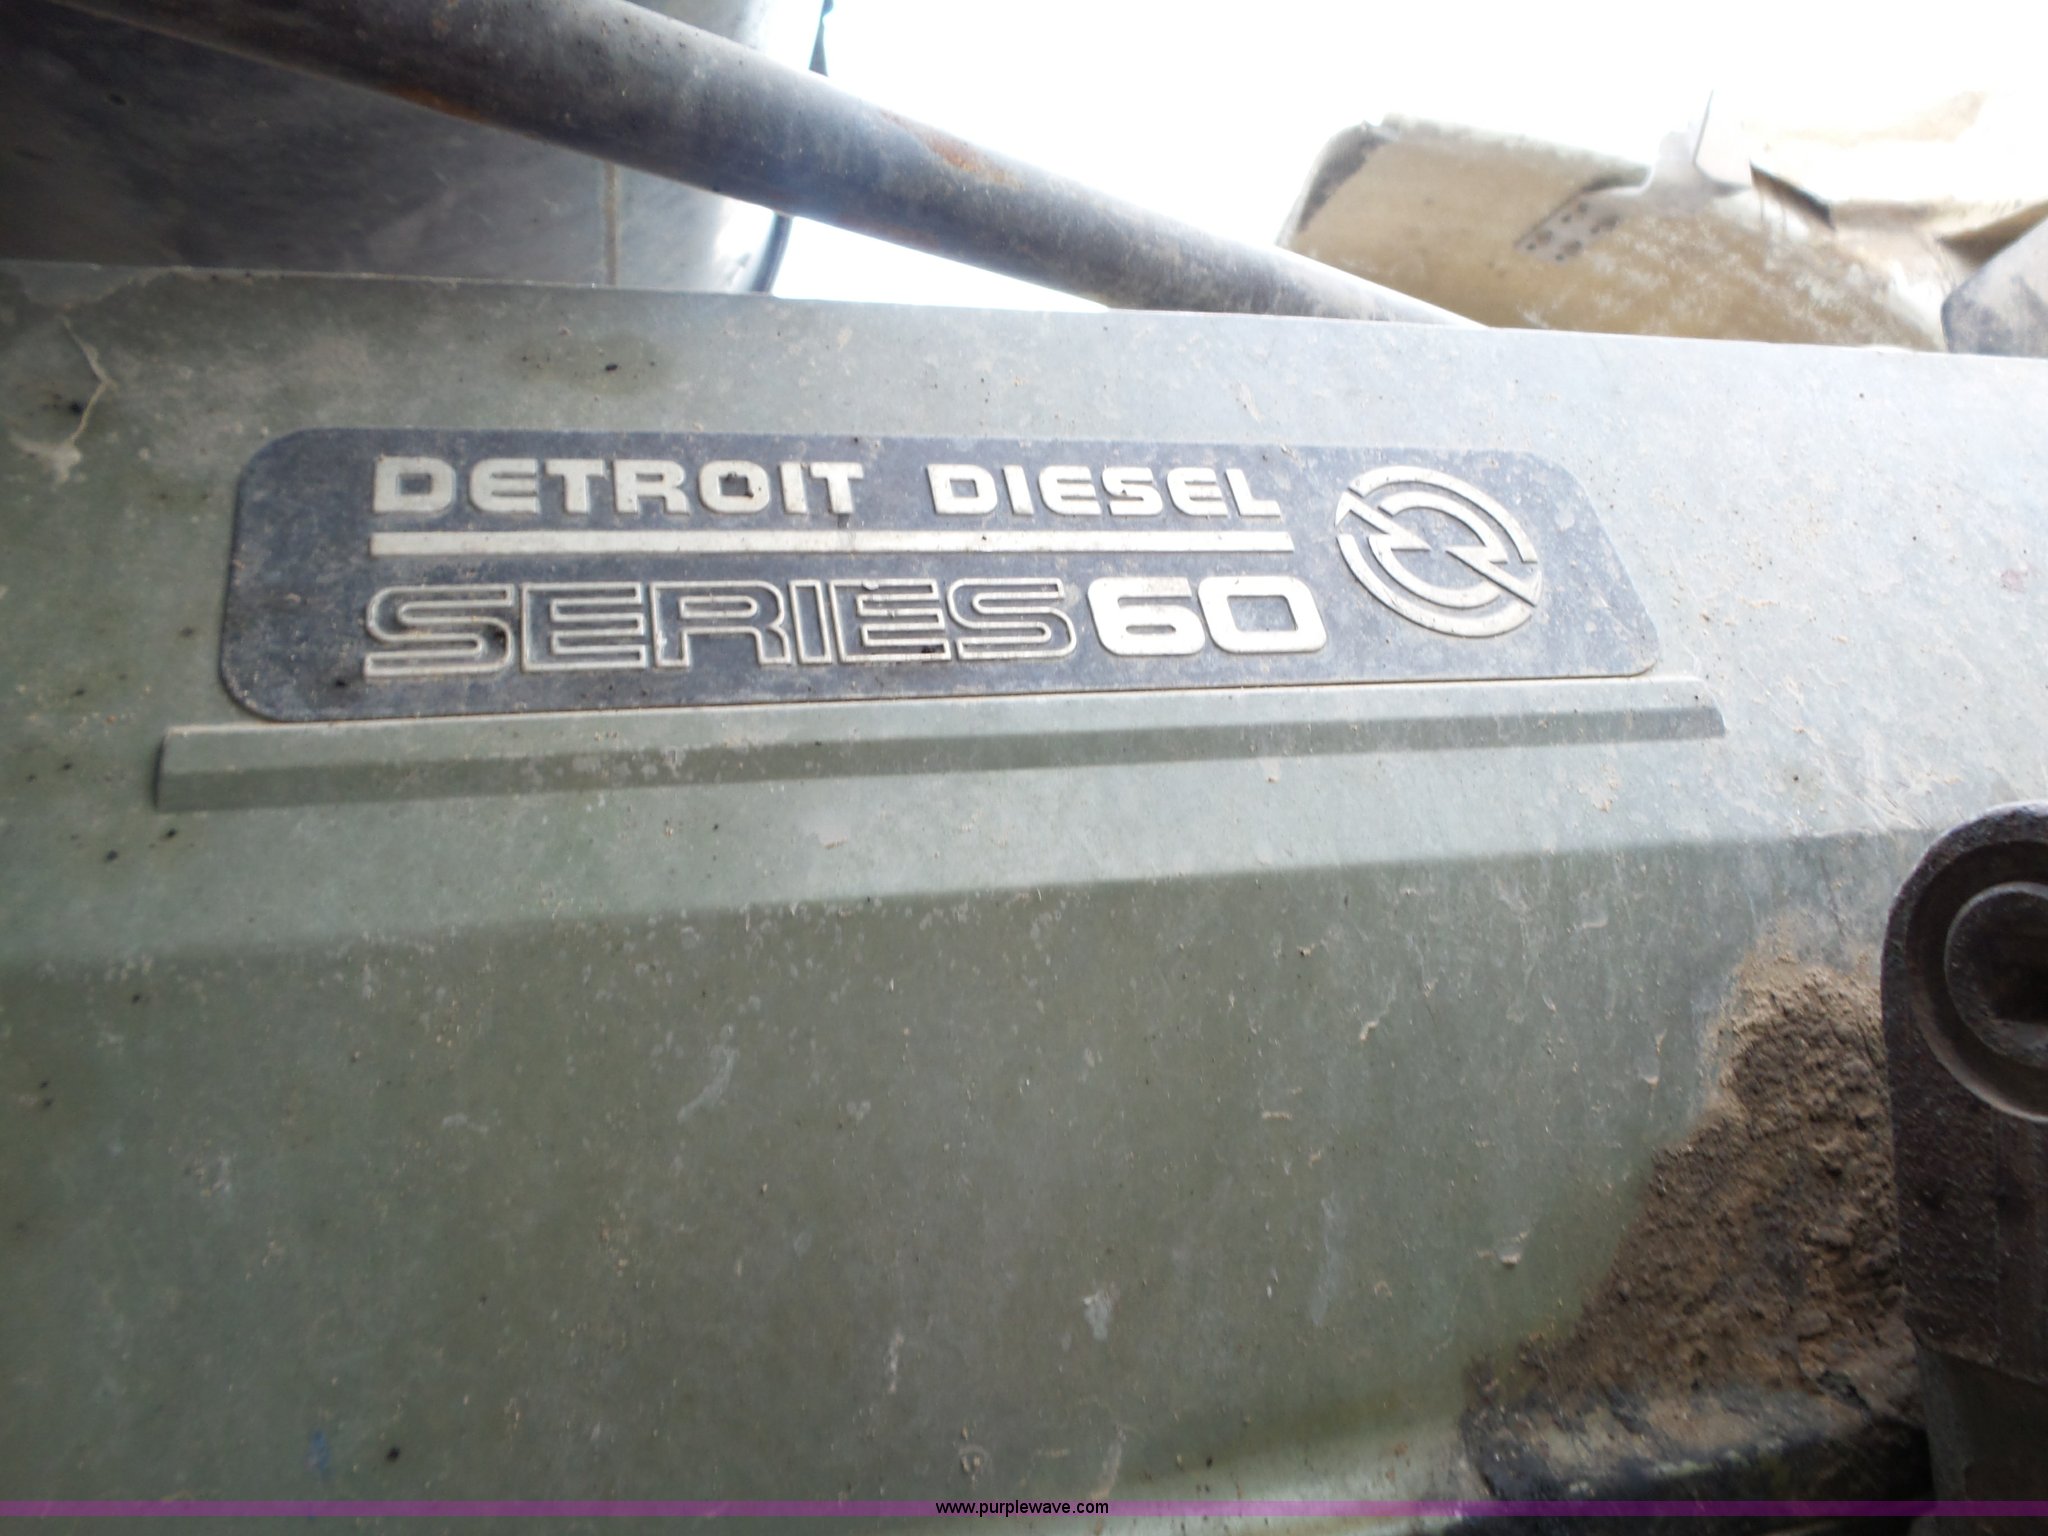 DETROIT DIESEL
SERIES 60
www.purplewave.com